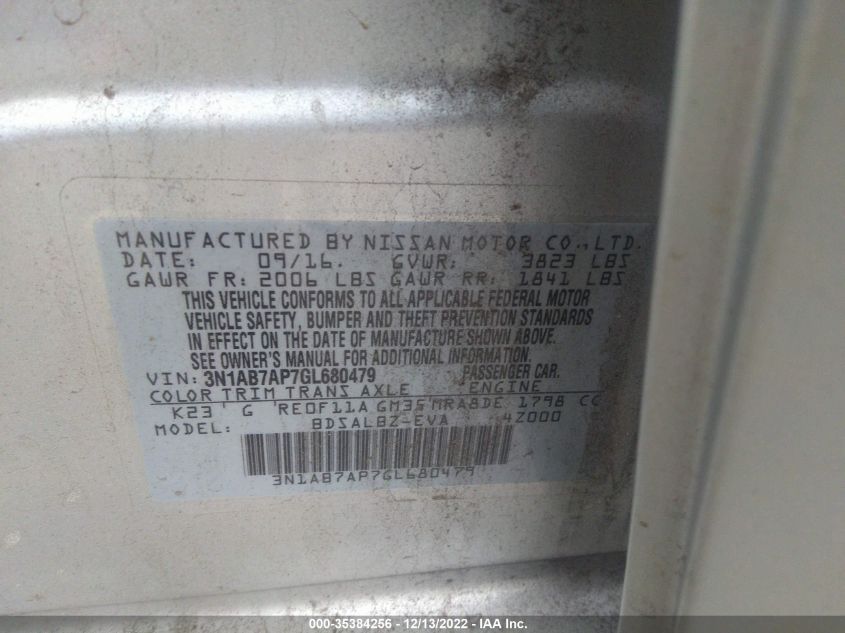 MANUFACTURED BY NISSAN MOTOR CO.,LTD.
DATE: 09/16. GVWR: 3823 LBS
GAWR FR: 2006 LBS GAWR RR: 1841 LBS
THIS VEHICLE CONFORMS TO ALL APPLICABLE FEDERAL MOTOR
VEHICLE SAFETY, BUMPER AND THEFT PREVENTION STANDARDS
IN EFFECT ON THE DATE OF MANUFACTURE SHOWN ABOVE.
SEE OWNER'S MANUAL FOR ADDITIONAL INFORMATION.
VIN: 3N1AB7AP7GL680479 PASSENGER CAR.
COLOR TRIM TRANS AXLE ENGINE
K23 G RE0F11A GM35 MRA8DE 1798 CC
MODEL: BDSALBZ-EVA 4Z000
3N1AB7AP7GL680479
000-35384256 - 12/13/2022 - IAA Inc.